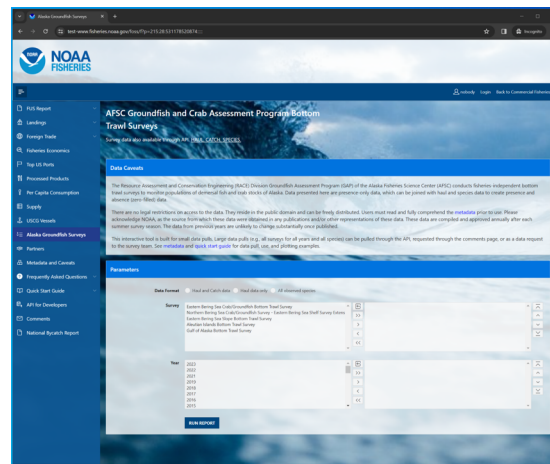 Alaska Groundfish Surveys
test-www.fisheries.noaa.gov/foss/f?p=215:28:531178520874:::
Incognito
NOAA
NOAA
FISHERIES
nobody Login Back to Commercial Fisheries
FUS Report
Landings
Foreign Trade
Fisheries Economics
Top US Ports
Processed Products
Per Capita Consumption
Supply
USCG Vessels
Alaska Groundfish Surveys
Partners
Metadata and Caveats
Frequently Asked Questions
Quick Start Guide
API for Developers
Comments
National Bycatch Report
AFSC Groundfish and Crab Assessment Program Bottom
Trawl Surveys
Survey data also available through API, HAUL, CATCH, SPECIES.
Data Caveats
The Resource Assessment and Conservation Engineering (RACE) Division Groundfish Assessment Program (GAP) of the Alaska Fisheries Science Center (AFSC) conducts fisheries-independent bottom
trawl surveys to monitor populations of demersal fish and crab stocks of Alaska. Data presented here are presence-only data, which can be joined with haul and species data to create presence and
absence (zero-filled) data.
There are no legal restrictions on access to the data. They reside in the public domain and can be freely distributed. Users must read and fully comprehend the metadata prior to use. Please
acknowledge NOAA, as the source from which these data were obtained in any publications and/or other representations of these data. These data are compiled and approved annually after each
summer survey season. The data from previous years are unlikely to change substantially once published.
This interactive tool is built for small data pulls. Large data pulls (e.g., all surveys for all years and all species) can be pulled through the API, requested through the comments page, or as a data request
to the survey team. See metadata and quick start guide for data pull, use, and plotting examples.
Parameters
Data Format Haul and Catch data Haul data only All observed species
Survey
Eastern Bering Sea Crab/Groundfish Bottom Trawl Survey
Northern Bering Sea Crab/Groundfish Survey - Eastern Bering Sea Shelf Survey Extens
Eastern Bering Sea Slope Bottom Trawl Survey
Aleutian Islands Bottom Trawl Survey
Gulf of Alaska Bottom Trawl Survey
Year
2023
2022
2021
2019
2018
2017
2016
2015
RUN REPORT